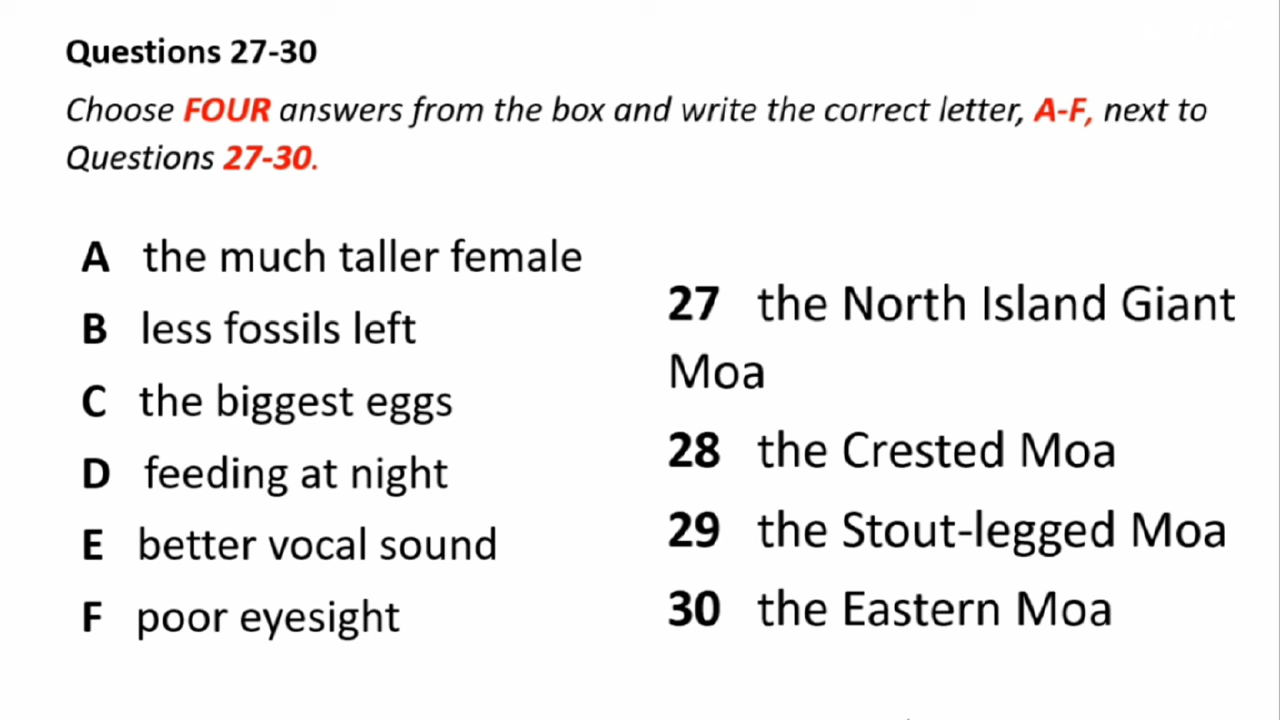 Questions 27-30
Choose FOUR answers from the box and write the correct letter, A-F, next to
Questions 27-30.
A the much taller female
B less fossils left
C the biggest eggs
D feeding at night
E better vocal sound
F poor eyesight
27 the North Island Giant
Moa
28 the Crested Moa
29 the Stout-legged Moa
30 the Eastern Moa